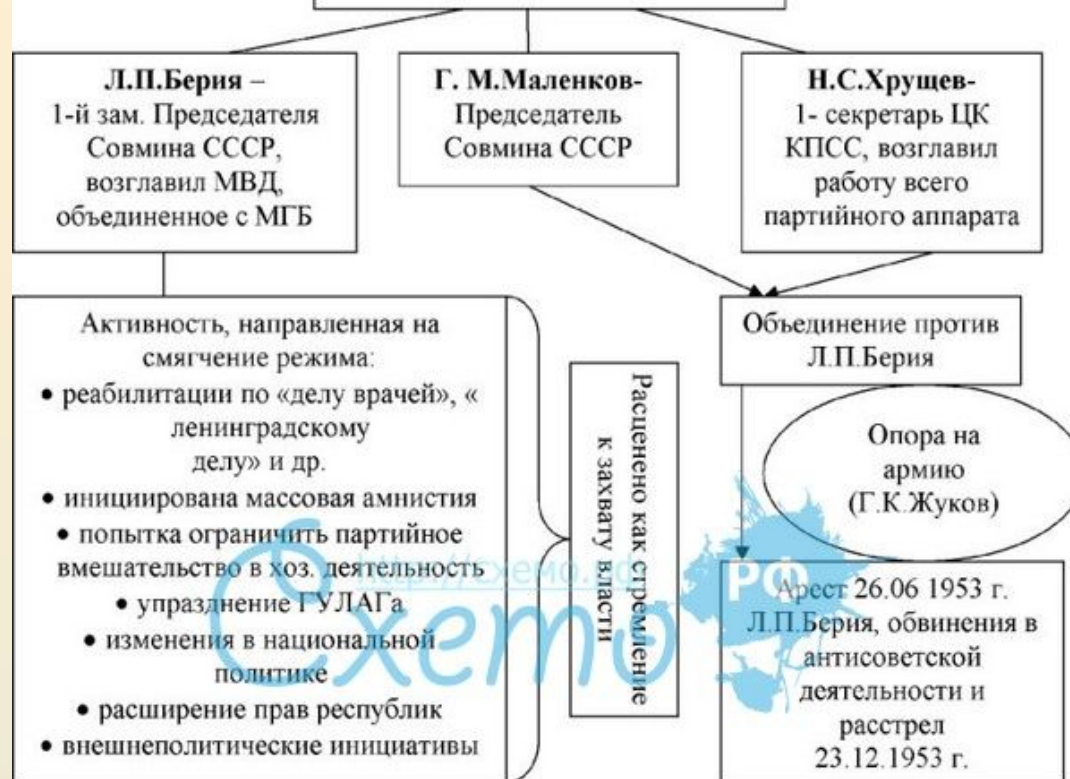 Л.П.Берия –
1-й зам. Председателя
Совмина СССР,
возглавил МВД,
объединенное с МГБ
Г. М.Маленков-
Председатель
Совмина СССР
Н.С.Хрущев-
1- секретарь ЦК
КПСС, возглавил
работу всего
партийного аппарата
Активность, направленная на
смягчение режима:
• реабилитации по «делу врачей», «
ленинградскому
делу» и др.
• инициирована массовая амнистия
• попытка ограничить партийное
вмешательство в хоз. деятельность
• упразднение ГУЛАГа
• изменения в национальной
политике
• расширение прав республик
• внешнеполитические инициативы
Расценено как стремление
к захвату власти
Объединение против
Л.П.Берия
Опора на
армию
(Г.К.Жуков)
Арест 26.06 1953 г.
Л.П.Берия, обвинения в
антисоветской
деятельности и
расстрел
23.12.1953 г.
http://схемо.рф
Схемо
РФ